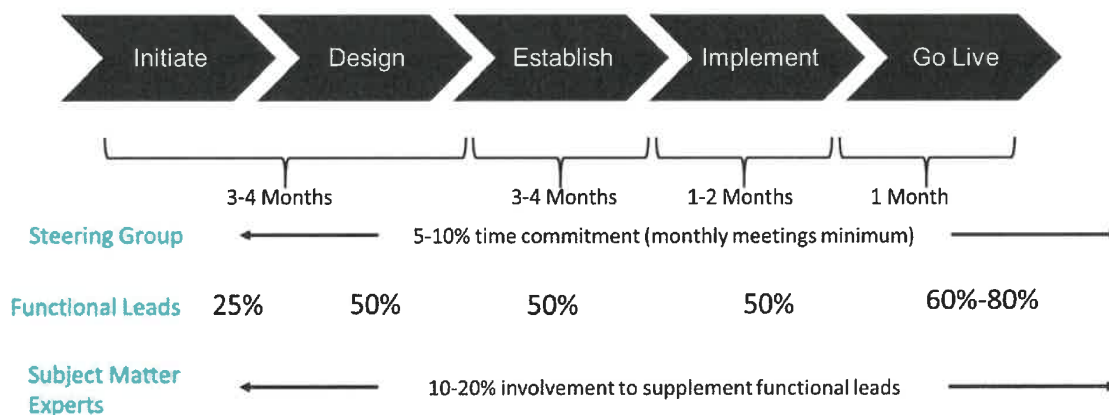 Initiate Design Establish Implement Go Live
3-4 Months 3-4 Months 1-2 Months 1 Month
Steering Group 5-10% time commitment (monthly meetings minimum)
Functional Leads 25% 50% 50% 50% 60%-80%
Subject Matter
Experts 10-20% involvement to supplement functional leads